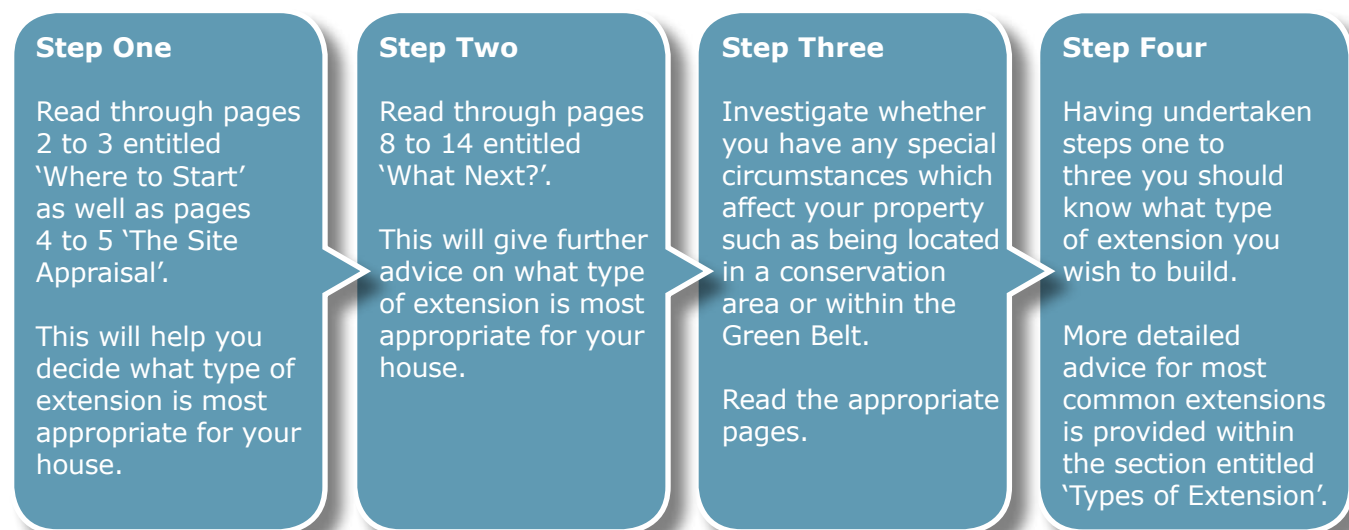 Step One
Read through pages
2 to 3 entitled
‘Where to Start’
as well as pages
4 to 5 ‘The Site
Appraisal’.
This will help you
decide what type of
extension is most
appropriate for your
house.
Step Two
Read through pages
8 to 14 entitled
‘What Next?’.
This will give further
advice on what type
of extension is most
appropriate for your
house.
Step Three
Investigate whether
you have any special
circumstances which
affect your property
such as being located
in a conservation
area or within the
Green Belt.
Read the appropriate
pages.
Step Four
Having undertaken
steps one to
three you should
know what type
of extension you
wish to build.
More detailed
advice for most
common extensions
is provided within
the section entitled
‘Types of Extension’.